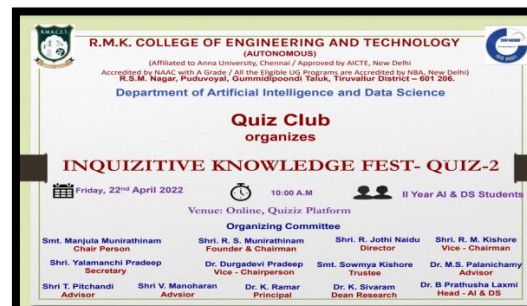 R.M.K. COLLEGE OF ENGINEERING AND TECHNOLOGY
(AUTONOMOUS)
(Affiliated to Anna University, Chennai / Approved by AICTE, New Delhi
Accredited by NAAC with A Grade / All the Eligible UG Programs are Accredited by NBA, New Delhi)
R.S.M. Nagar, Puduvoyal, Gummidipoondi Taluk, Tiruvallur District – 601 206.
Department of Artificial Intelligence and Data Science
Quiz Club
organizes
INQUIZITIVE KNOWLEDGE FEST- QUIZ-2
Friday, 22nd April 2022 10:00 A.M II Year AI & DS Students
Venue: Online, Quiziz Platform
Organizing Committee
Smt. Manjula Munirathinam Shri. R. S. Munirathinam Shri. R. Jothi Naidu Shri. R. M. Kishore
Chair Person Founder & Chairman Director Vice - Chairman
Shri. Yalamanchi Pradeep Dr. Durgadevi Pradeep Smt. Sowmya Kishore Dr. M.S. Palanichamy
Secretary Vice - Chairperson Trustee Advisor
Shri T. Pitchandi Shri V. Manoharan Dr. K. Ramar Dr. K. Sivaram Dr. B Prathusha Laxmi
Advisor Advsior Principal Dean Research Head - AI & DS